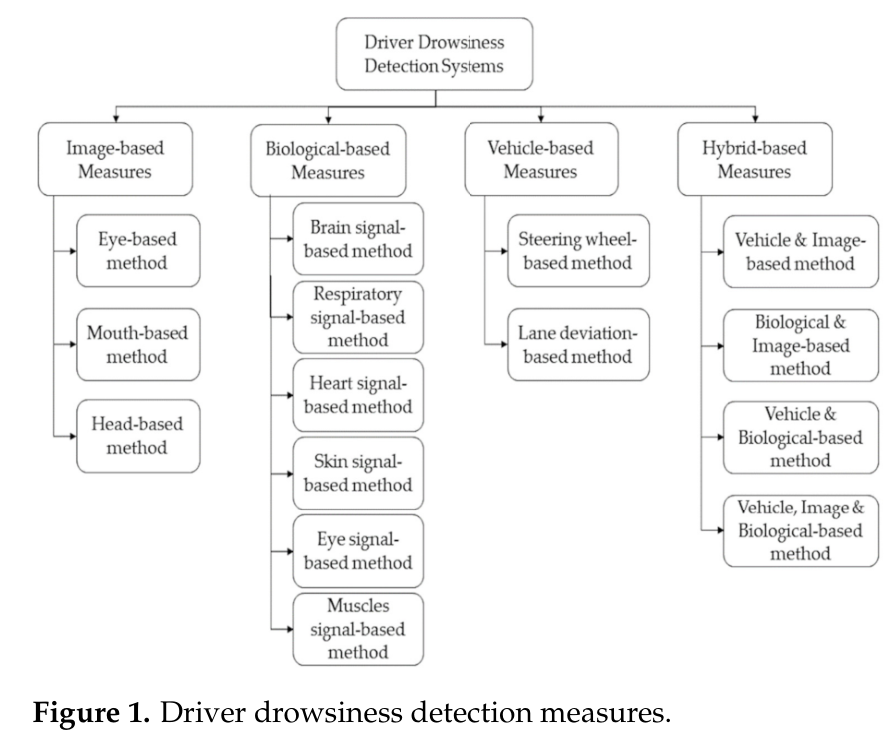 Driver Drowsiness
Detection Systems
Image-based
Measures
Eye-based
method
Mouth-based
method
Head-based
method
Biological-based
Measures
Brain signal-
based method
Respiratory
signal-based
method
Heart signal-
based method
Skin signal-
based method
Eye signal-
based method
Muscles
signal-based
method
Vehicle-based
Measures
Steering wheel-
based method
Lane deviation-
based method
Hybrid-based
Measures
Vehicle & Image-
based method
Biological &
Image-based
method
Vehicle &
Biological-based
method
Vehicle, Image &
Biological-based
method
Figure 1. Driver drowsiness detection measures.